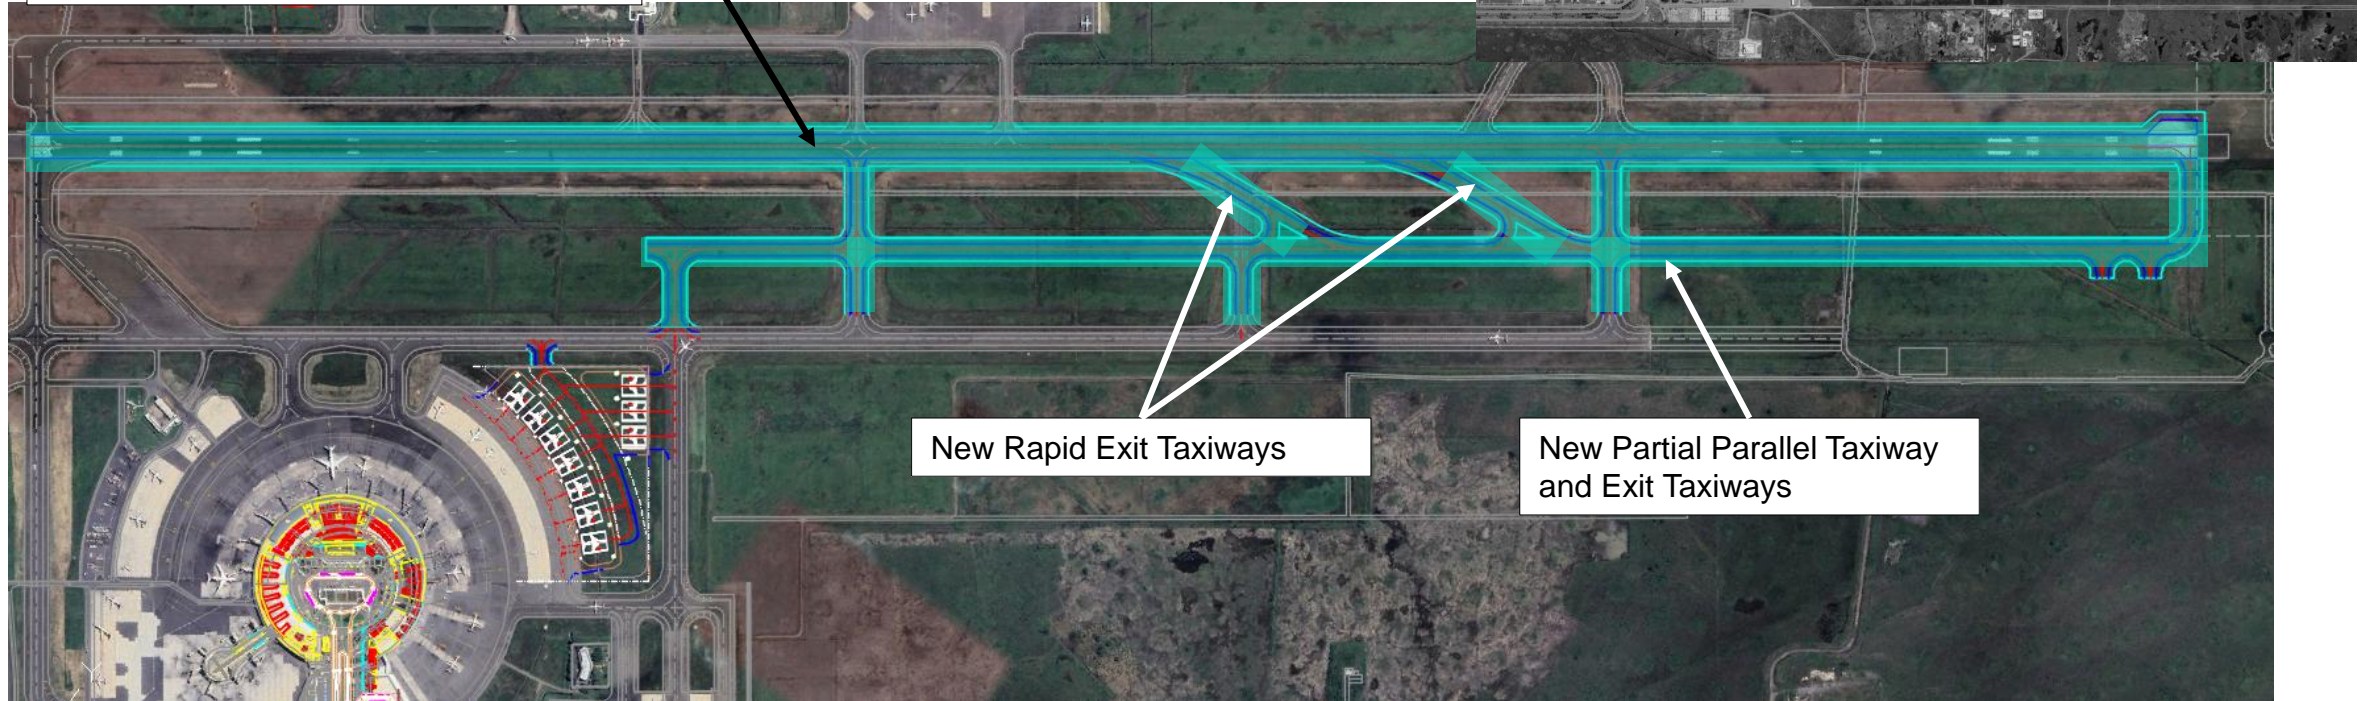 New Rapid Exit Taxiways
New Partial Parallel Taxiway
and Exit Taxiways